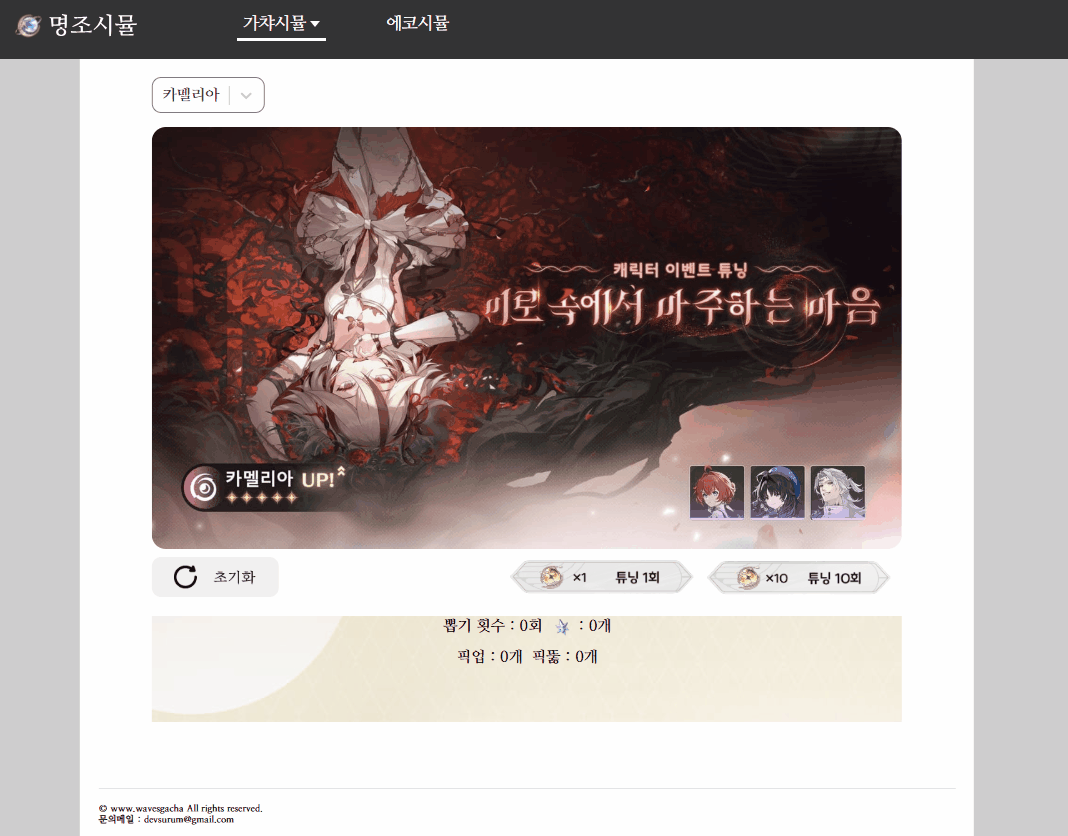 명조시뮬
가챠시뮬
에코시뮬
카멜리아
캐릭터 이벤트 튜닝
미로 속에서 마주하는 마음
카멜리아 UP!
초기화
×1 튜닝 1회
×10 튜닝 10회
뽑기 횟수 : 0회 : 0개
픽업 : 0개 픽뚫 : 0개
© www.wavesgacha All rights reserved.
문의메일 : devsurum@gmail.com